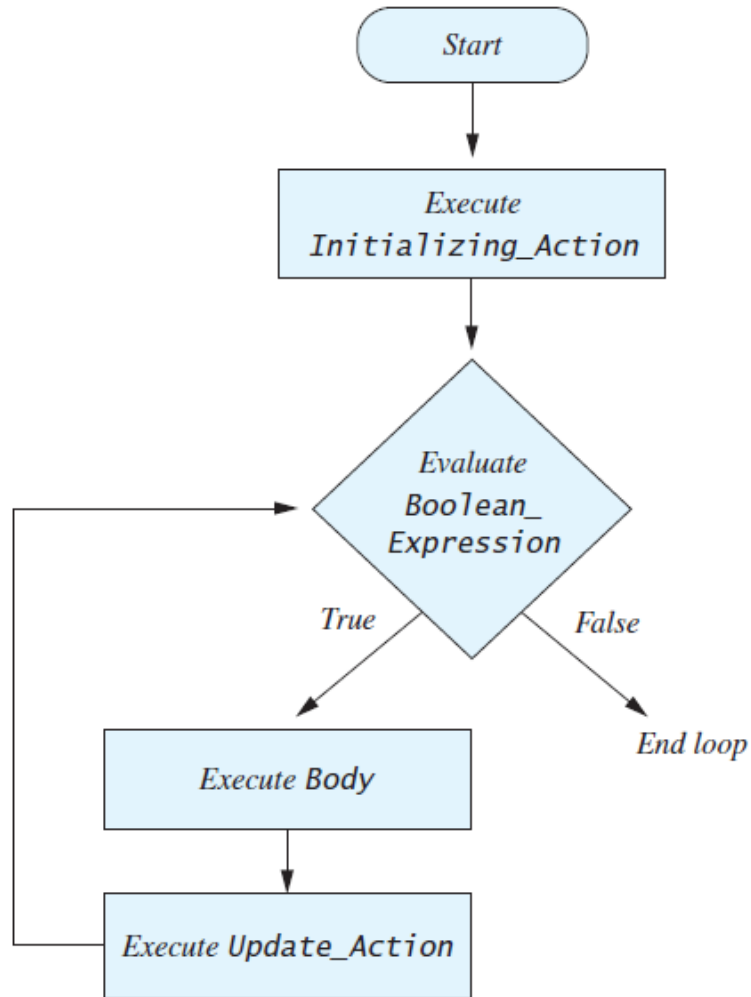 Start
Execute
Initializing_Action
Evaluate
Boolean_
Expression
True
False
End loop
Execute Body
Execute Update_Action